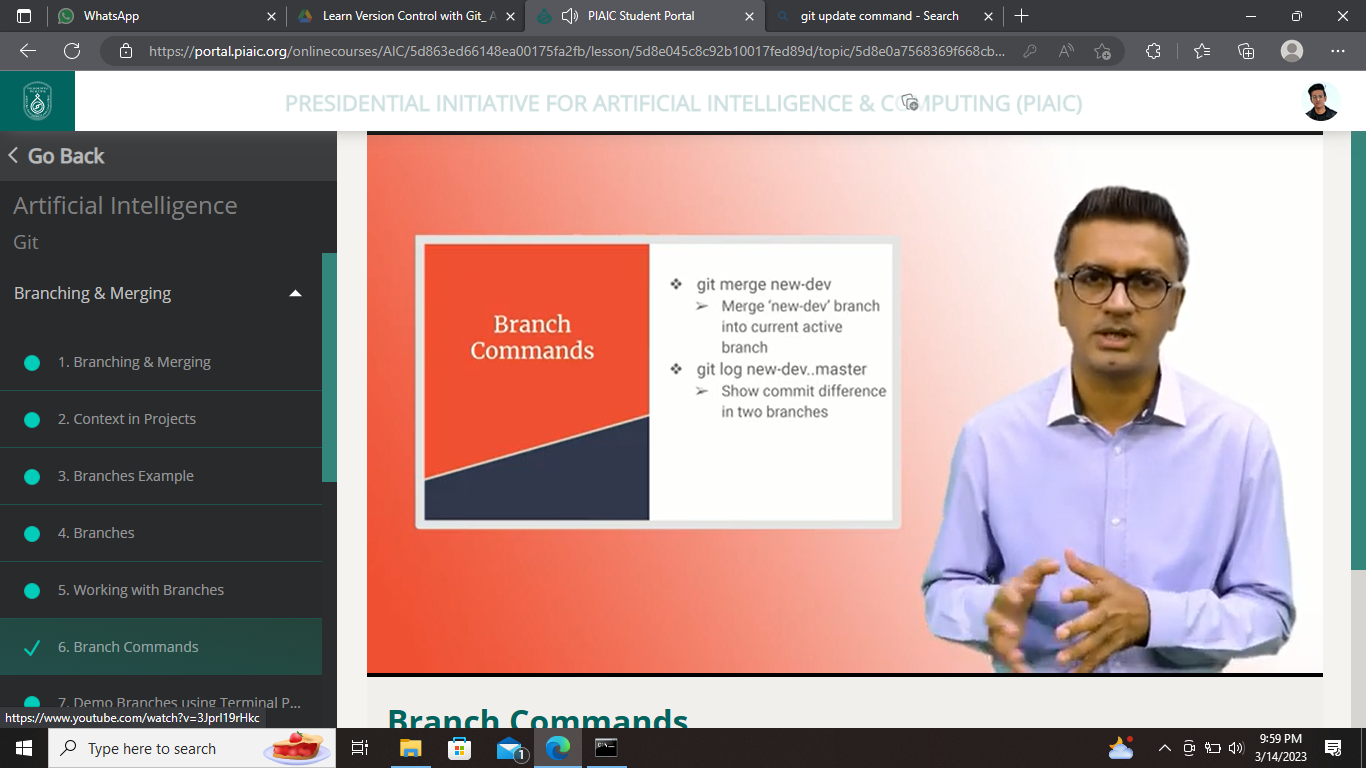 WhatsApp
Learn Version Control with Git_ A
PIAIC Student Portal
git update command - Search
https://portal.piaic.org/onlinecourses/AIC/5d863ed66148ea00175fa2fb/lesson/5d8e045c8c92b10017fed89d/topic/5d8e0a7568369f668cb...
PRESIDENTIAL INITIATIVE FOR ARTIFICIAL INTELLIGENCE & COMPUTING (PIAIC)
Go Back
Artificial Intelligence
Git
Branching & Merging
1. Branching & Merging
2. Context in Projects
3. Branches Example
4. Branches
5. Working with Branches
6. Branch Commands
7. Demo Branches using Terminal P...
Branch
Commands
git merge new-dev
Merge 'new-dev' branch
into current active
branch
git log new-dev..master
Show commit difference
in two branches
Branch Commands
https://www.youtube.com/watch?v=3JprI19rHkc
Type here to search
1
9:59 PM
3/14/2023